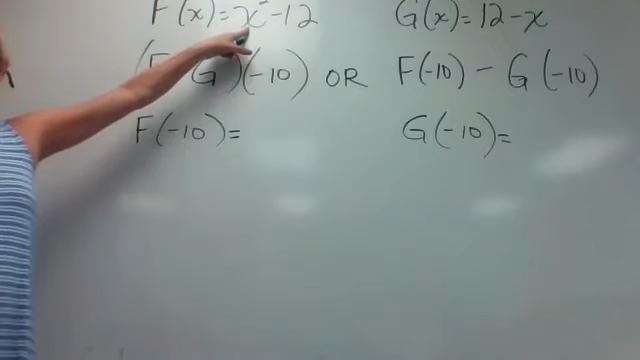 F(x)=x²-12 G(x)=12-x
(F G)(-10) OR F(-10) - G(-10)
F(-10)= G(-10)=